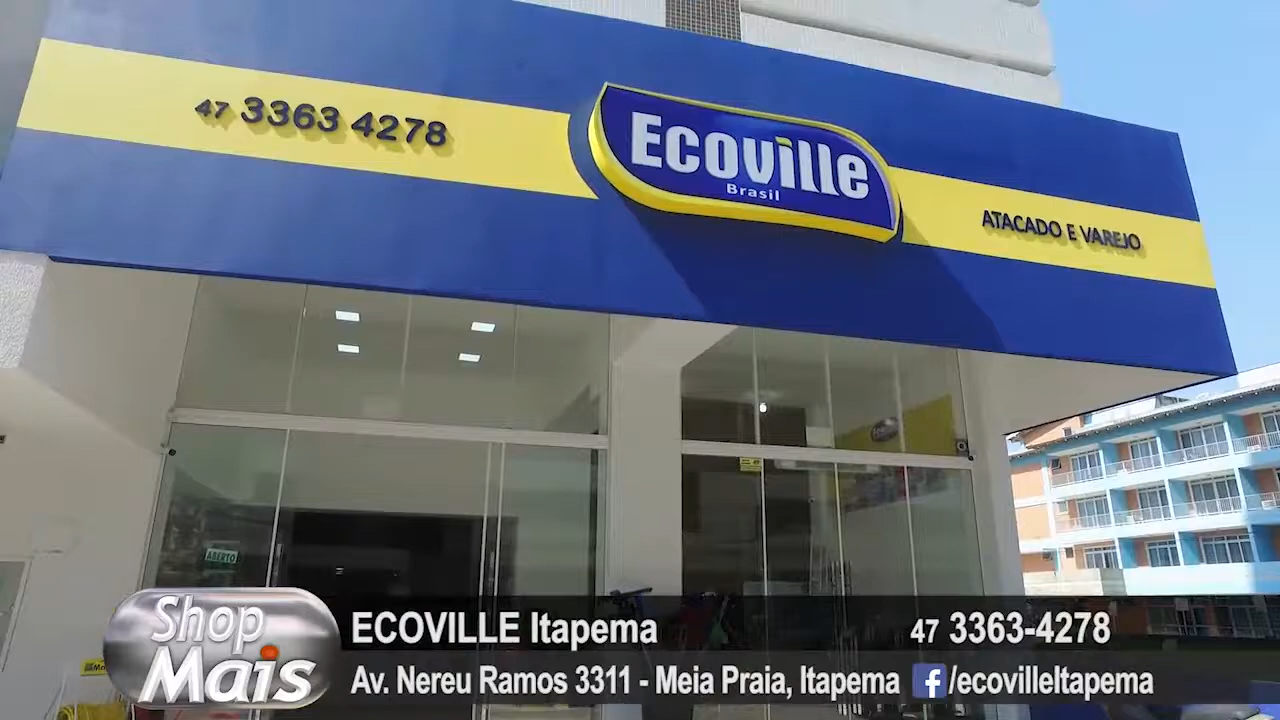 47 3363 4278
Ecoville
Brasil
ATACADO E VAREJO
ABERTO
Shop
Mais
ECOVILLE Itapema
47 3363-4278
Av. Nereu Ramos 3311 - Meia Praia, Itapema
f/ecovilleItapema